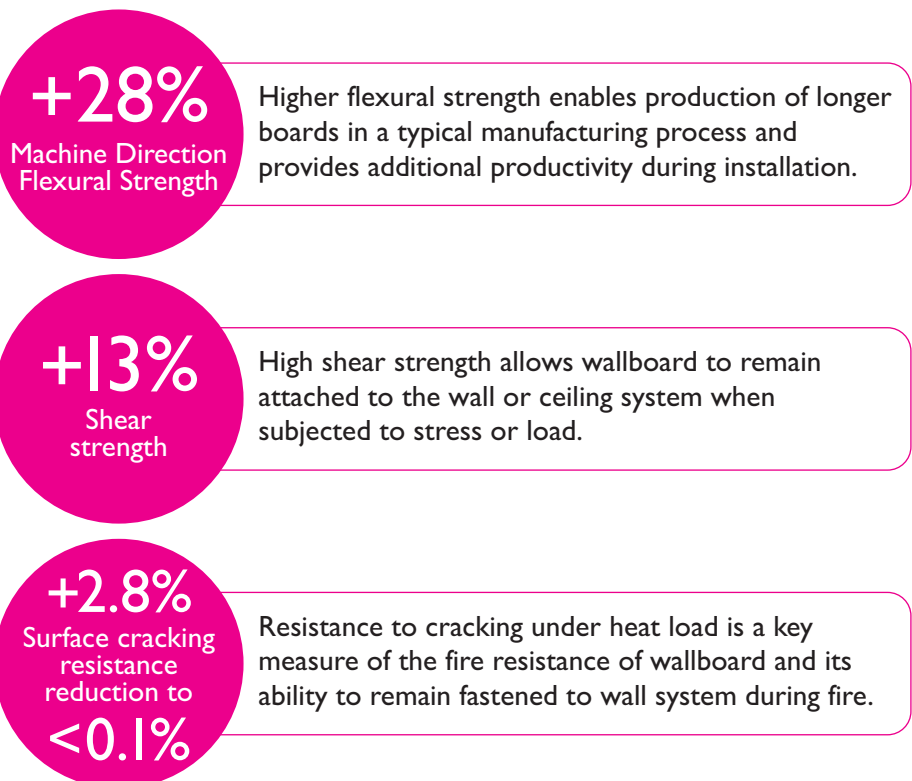 +28%
Machine Direction
Flexural Strength
Higher flexural strength enables production of longer
boards in a typical manufacturing process and
provides additional productivity during installation.
+13%
Shear
strength
High shear strength allows wallboard to remain
attached to the wall or ceiling system when
subjected to stress or load.
+2.8%
Surface cracking
resistance
reduction to
<0.1%
Resistance to cracking under heat load is a key
measure of the fire resistance of wallboard and its
ability to remain fastened to wall system during fire.